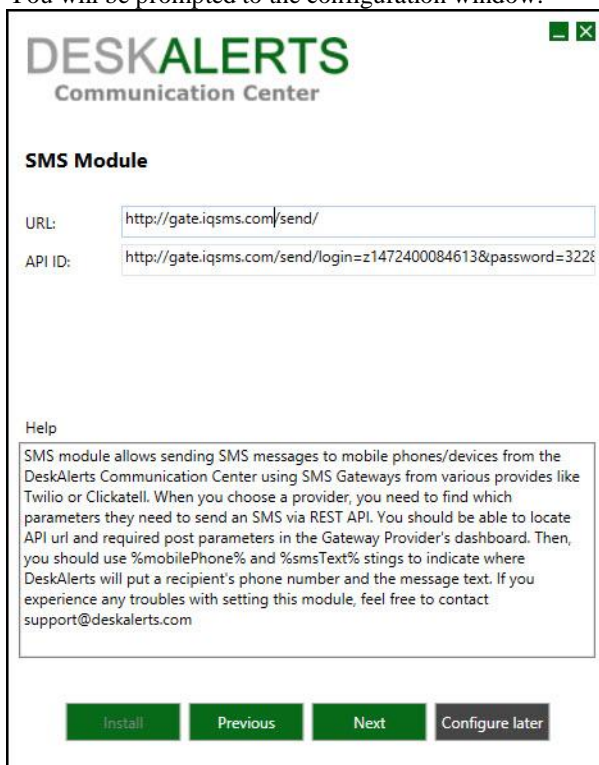 You will be prompted to the configuration window:
DESKALERTS
Communication Center
SMS Module
URL: http://gate.iqsms.com/send/
API ID: http://gate.iqsms.com/send/login=z1472400084613&password=3228
Help
SMS module allows sending SMS messages to mobile phones/devices from the
DeskAlerts Communication Center using SMS Gateways from various provides like
Twilio or Clickatell. When you choose a provider, you need to find which
parameters they need to send an SMS via REST API. You should be able to locate
API url and required post parameters in the Gateway Provider's dashboard. Then,
you should use %mobilePhone% and %smsText% stings to indicate where
DeskAlerts will put a recipient's phone number and the message text. If you
experience any troubles with setting this module, feel free to contact
support@deskalerts.com
Install Previous Next Configure later